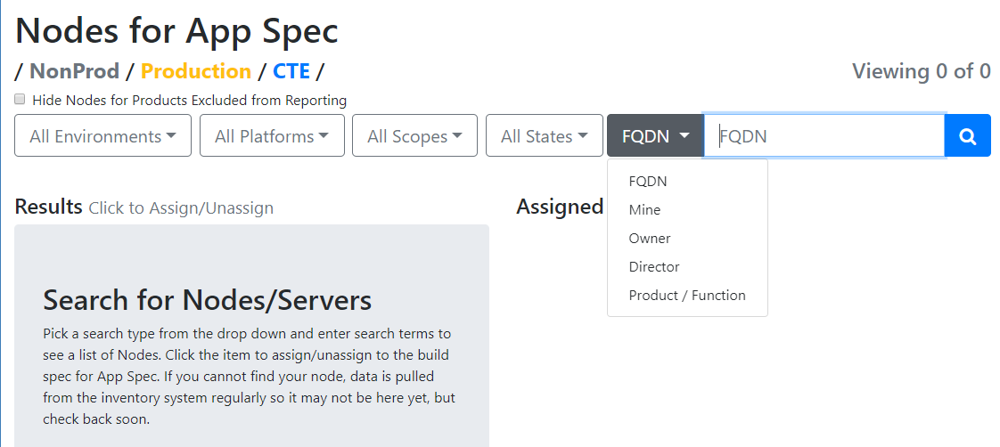 Nodes for App Spec
/ NonProd / Production / CTE /
Viewing 0 of 0
Hide Nodes for Products Excluded from Reporting
All Environments
All Platforms
All Scopes
All States
FQDN
FQDN
FQDN
Mine
Owner
Director
Product / Function
Results Click to Assign/Unassign
Assigned
Search for Nodes/Servers
Pick a search type from the drop down and enter search terms to
see a list of Nodes. Click the item to assign/unassign to the build
spec for App Spec. If you cannot find your node, data is pulled
from the inventory system regularly so it may not be here yet, but
check back soon.